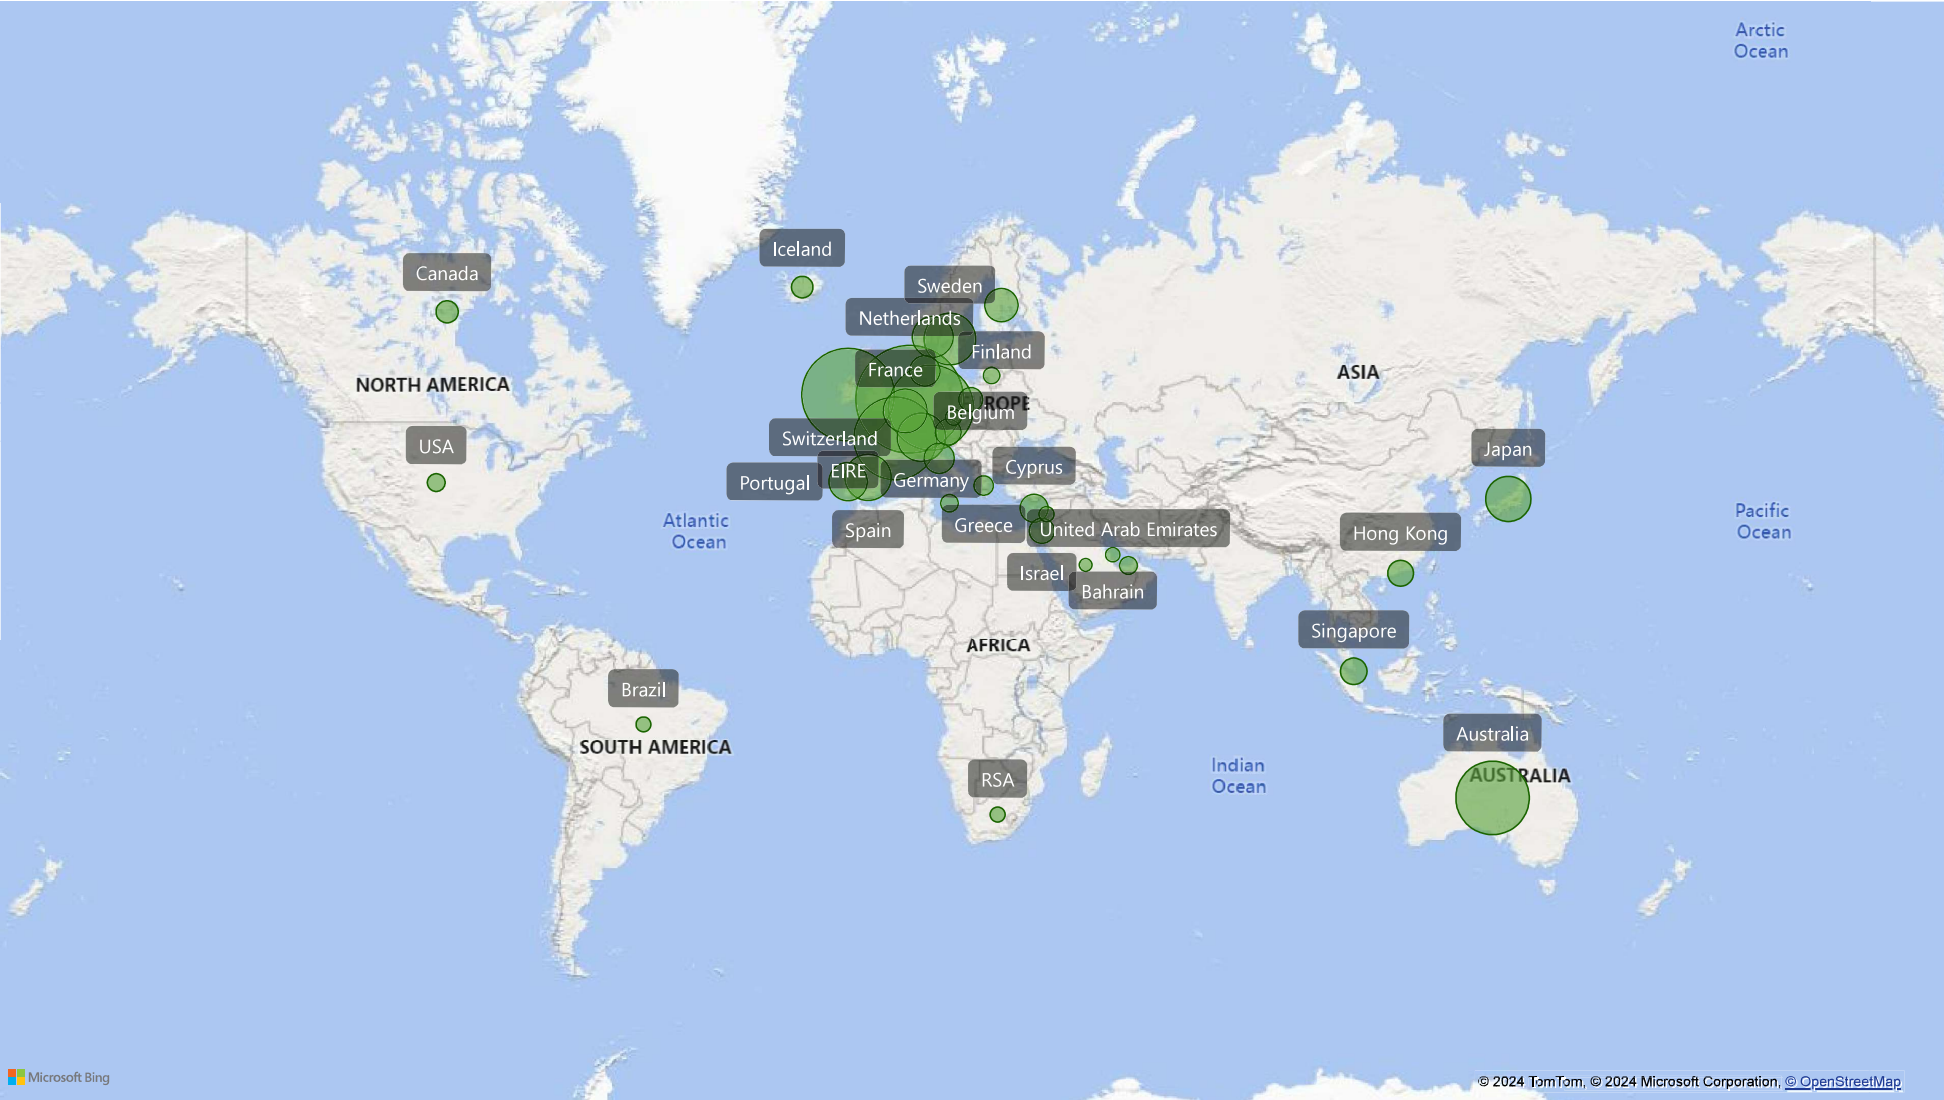 Arctic
Ocean
Iceland
Canada
Sweden
Netherlands
Finland
France
ASIA
NORTH AMERICA
EUROPE
Belgium
Switzerland
USA
Japan
Cyprus
EIRE
Portugal
Germany
Atlantic
Ocean
Pacific
Ocean
Spain
Greece
United Arab Emirates
Hong Kong
Israel
Bahrain
Singapore
AFRICA
Brazil
SOUTH AMERICA
Australia
AUSTRALIA
RSA
Indian
Ocean
Microsoft Bing
© 2024 TomTom, © 2024 Microsoft Corporation, © OpenStreetMap